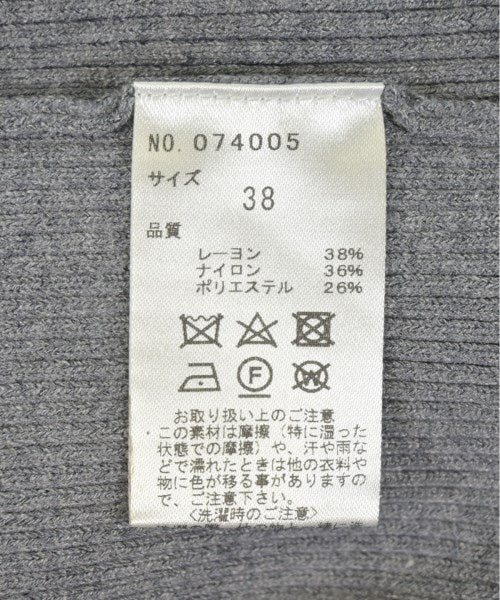 NO. 074005
サイズ
38
品質
レーヨン 38%
ナイロン 36%
ポリエステル 26%
F
W
お取り扱い上のご注意
・この素材は摩擦（特に湿った
状態での摩擦）や、汗や雨な
どで濡れたときは他の衣料や
物に色が移る事がありますの
で、ご注意下さい。
〈洗濯時のご注意〉